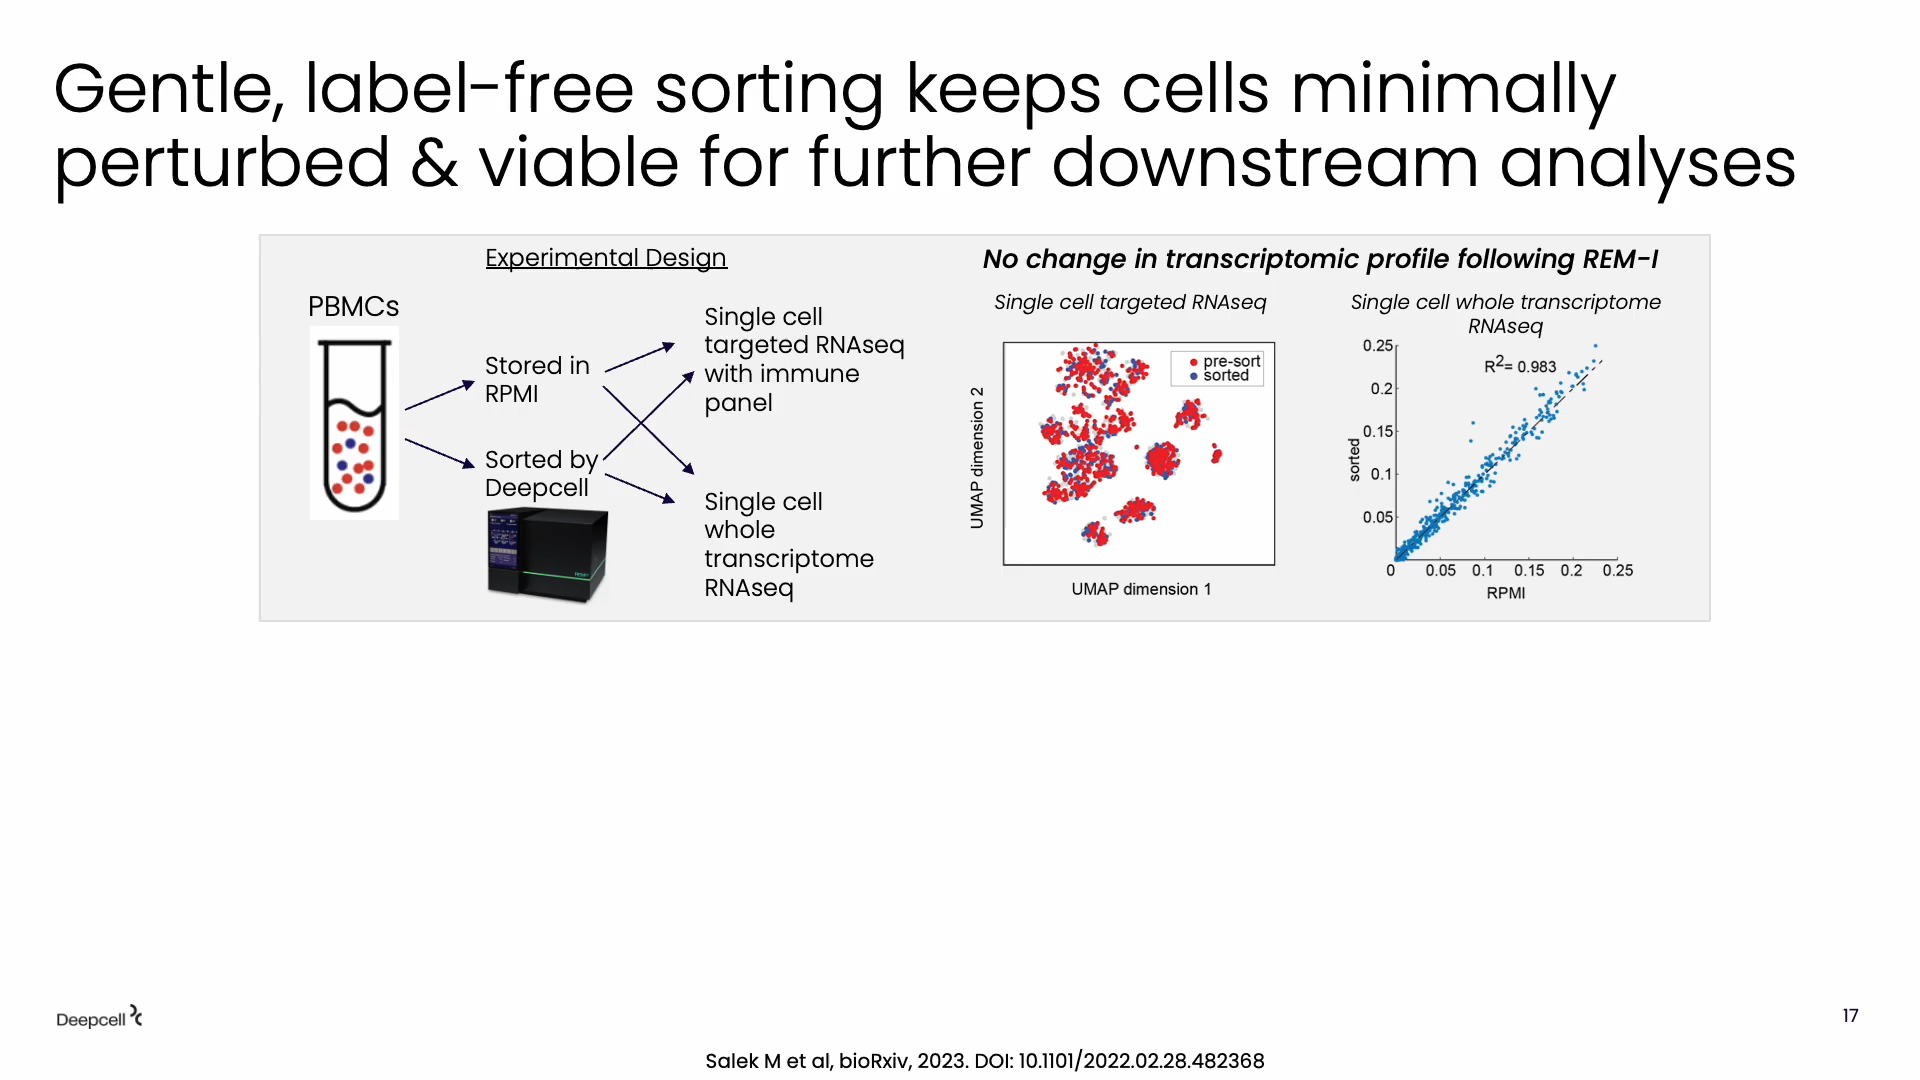 Gentle, label-free sorting keeps cells minimally
perturbed & viable for further downstream analyses
Experimental Design
PBMCs
Stored in
RPMI
Sorted by
Deepcell
Single cell
targeted RNAseq
with immune
panel
Single cell
whole
transcriptome
RNAseq
No change in transcriptomic profile following REM-I
Single cell targeted RNAseq
pre-sort
sorted
UMAP dimension 2
UMAP dimension 1
Single cell whole transcriptome
RNAseq
R2= 0.983
0.25
0.2
0.15
0.1
0.05
sorted
0 0.05 0.1 0.15 0.2 0.25
RPMI
Deepcell
17
Salek M et al, bioRxiv, 2023. DOI: 10.1101/2022.02.28.482368